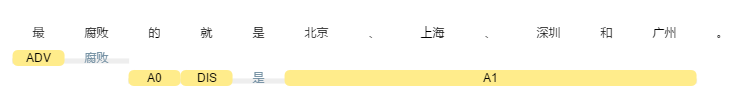 最 腐败 的 就 是 北京 、 上海 、 深圳 和 广州 。
ADV 腐败
A0 DIS 是 A1